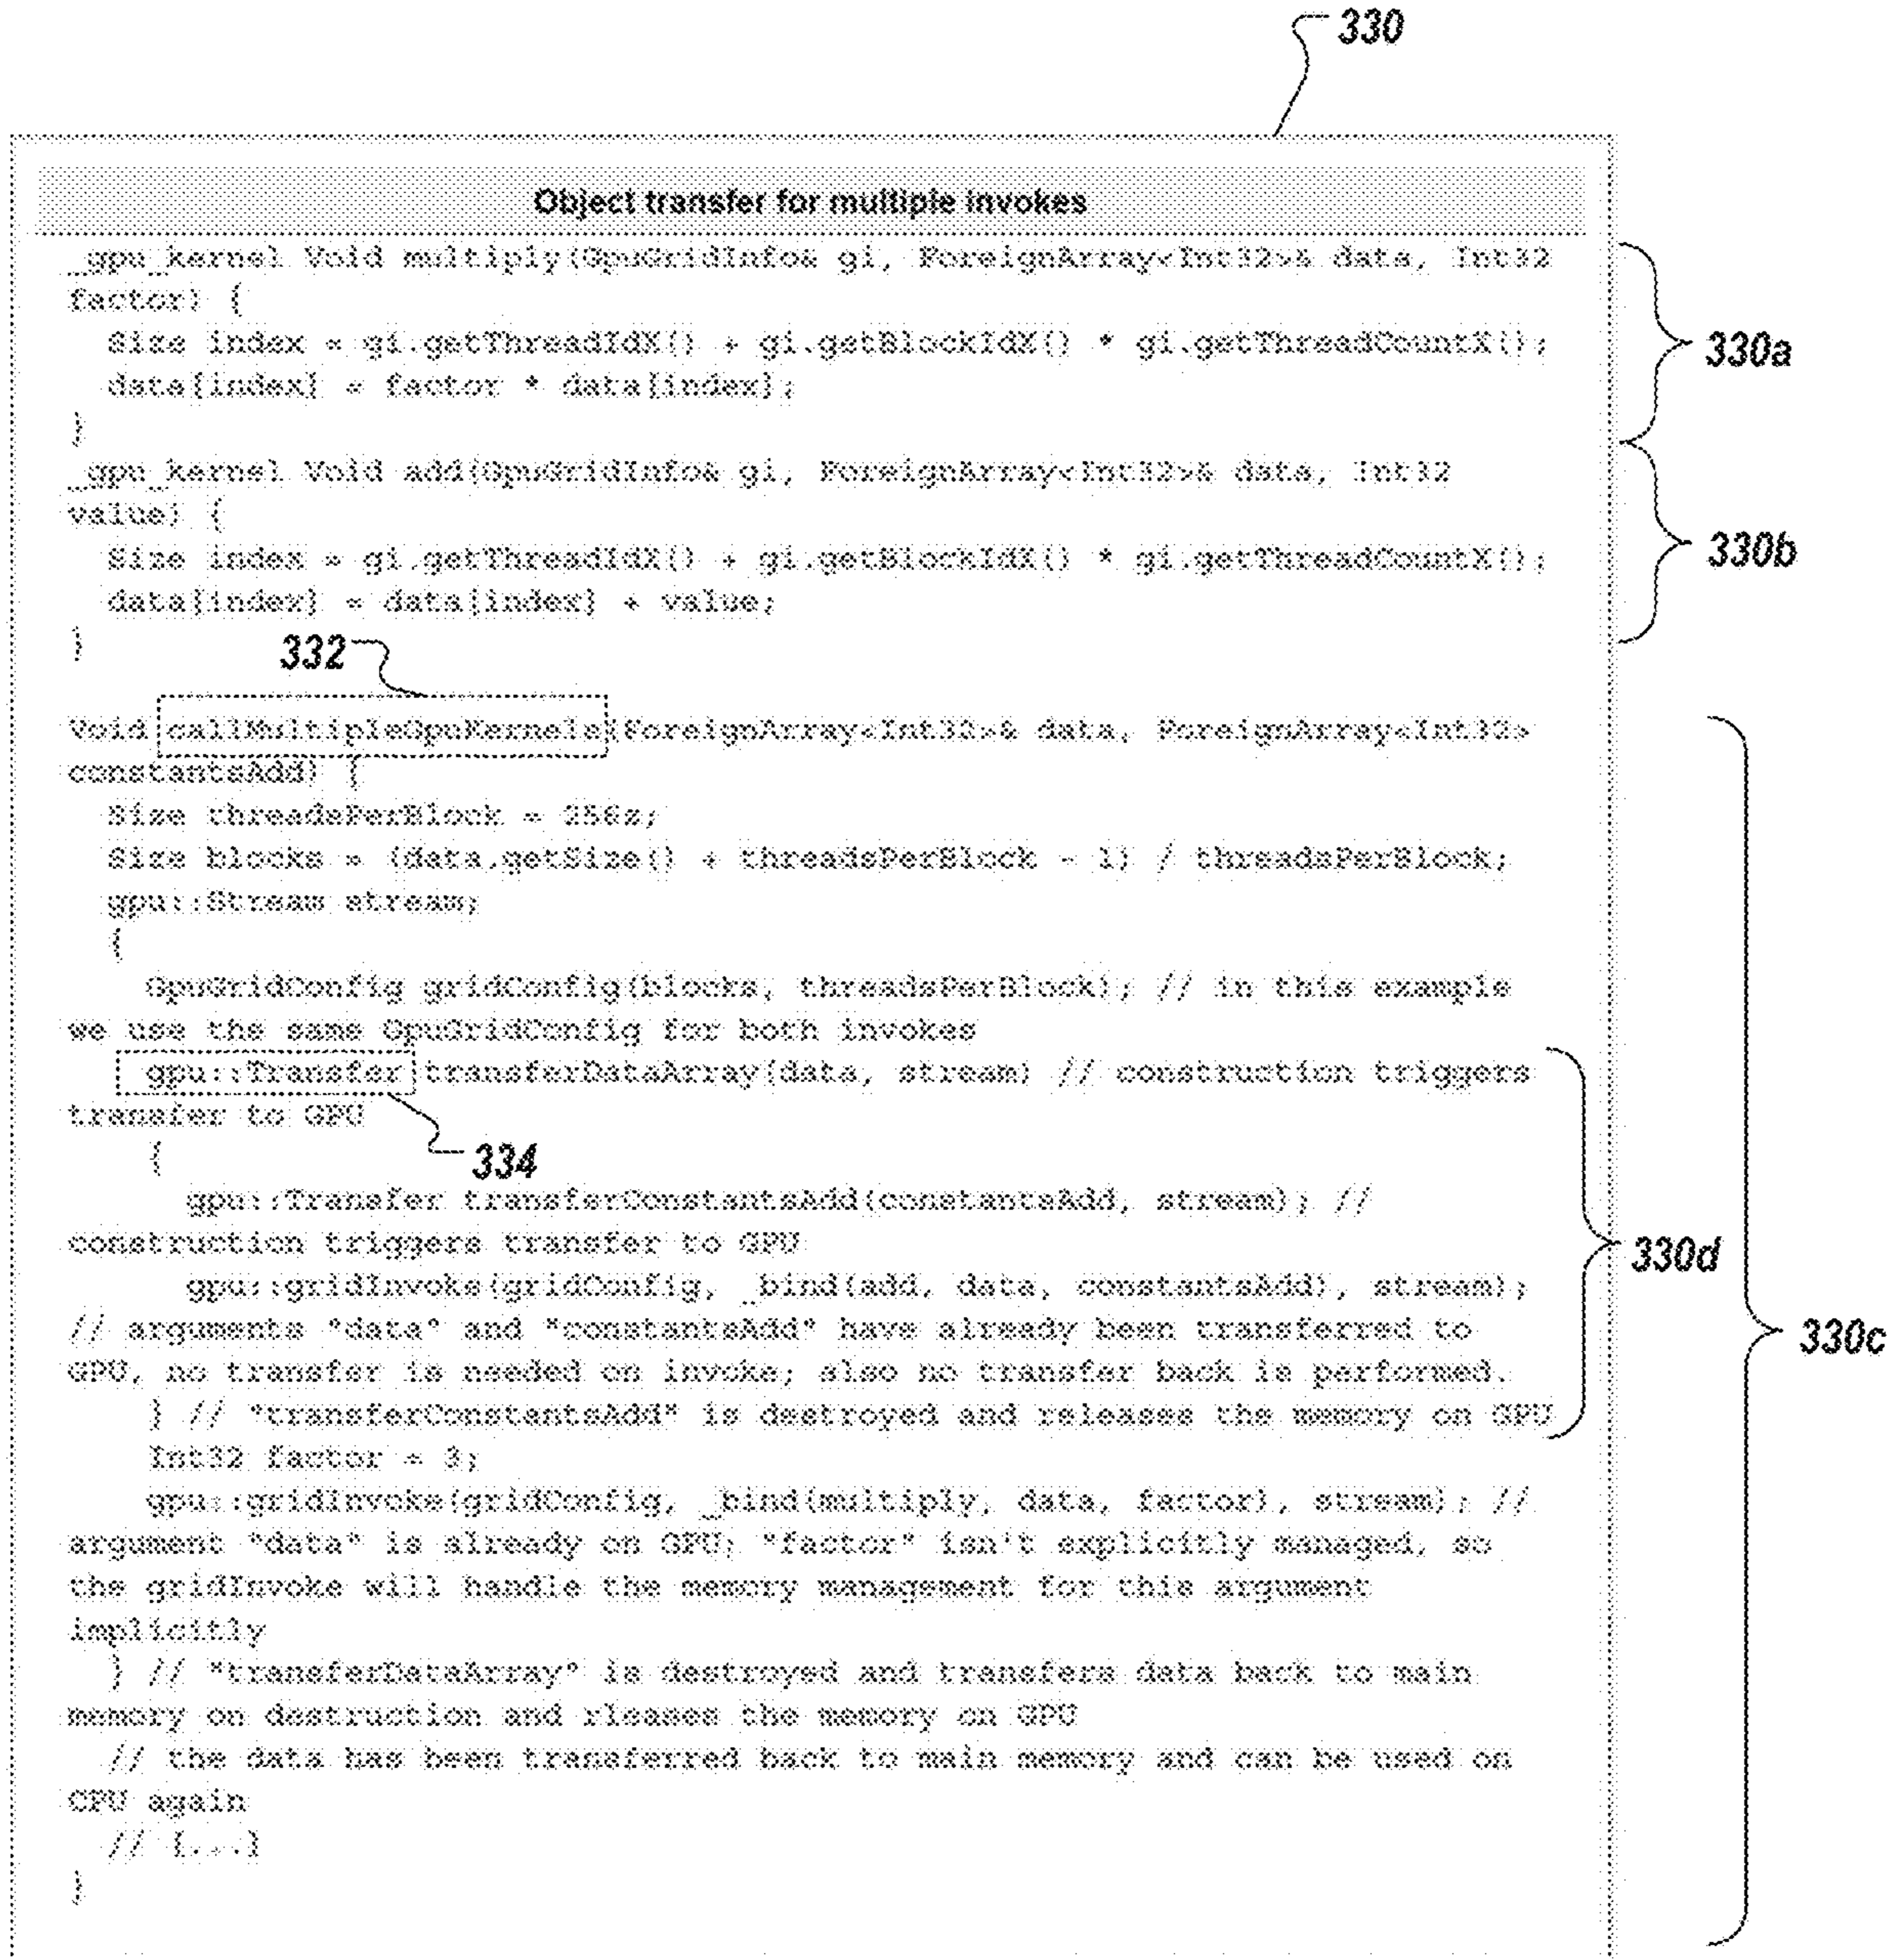 330
Object transfer for multiple invokes
_gpu_kernel Void multiply(GpuGridInfo& gi, ForeignArray<Int32>& data, Int32
factor) {
Size index = gi.getThreadIdX() + gi.getBlockIdX() * gi.getThreadCountX();
data[index] = factor * data[index];
}
330a
_gpu_kernel Void add(GpuGridInfo& gi, ForeignArray<Int32>& data, Int32
value) {
Size index = gi.getThreadIdX() + gi.getBlockIdX() * gi.getThreadCountX();
data[index] = data[index] + value;
}
330b
332
Void callMultipleGpuKernels(ForeignArray<Int32>& data, ForeignArray<Int32>
constantsAdd) {
Size threadsPerBlock = 256z;
Size blocks = (data.getSize() + threadsPerBlock - 1) / threadsPerBlock;
gpu::Stream stream;
{
GpuGridConfig gridConfig(blocks, threadsPerBlock); // in this example
we use the same GpuGridConfig for both invokes
gpu::Transfer transferDataArray(data, stream) // construction triggers
transfer to GPU
{
334
gpu::Transfer transferConstantsAdd(constantsAdd, stream); //
construction triggers transfer to GPU
330d
gpu::gridInvoke(gridConfig, _bind(add, data, constantsAdd), stream);
// arguments "data" and "constantsAdd" have already been transferred to
330c
GPU, no transfer is needed on invoke; also no transfer back is performed.
} // "transferConstantsAdd" is destroyed and releases the memory on GPU
Int32 factor = 3;
gpu::gridInvoke(gridConfig, _bind(multiply, data, factor), stream); //
argument "data" is already on GPU; "factor" isn't explicitly managed, so
the gridInvoke will handle the memory management for this argument
implicitly
} // "transferDataArray" is destroyed and transfers data back to main
memory on destruction and rleases the memory on GPU
// the data has been transferred back to main memory and can be used on
CPU again
// [...]
}